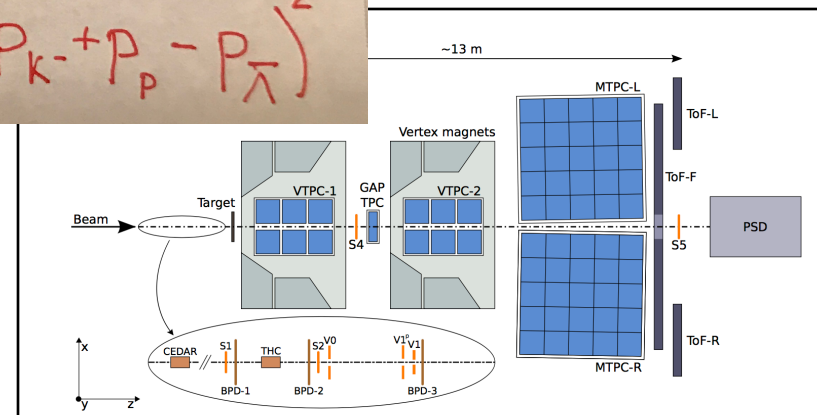 P_K⁻ + P_p - P_Λ̅)²
~13 m
MTPC-L
ToF-L
Vertex magnets
ToF-F
GAP
TPC
VTPC-1
VTPC-2
Target
Beam
S4
S5
PSD
x
y
z
CEDAR
S1
BPD-1
THC
BPD-2
S2
V0
V1ᵖ
V1
BPD-3
ToF-R
MTPC-R